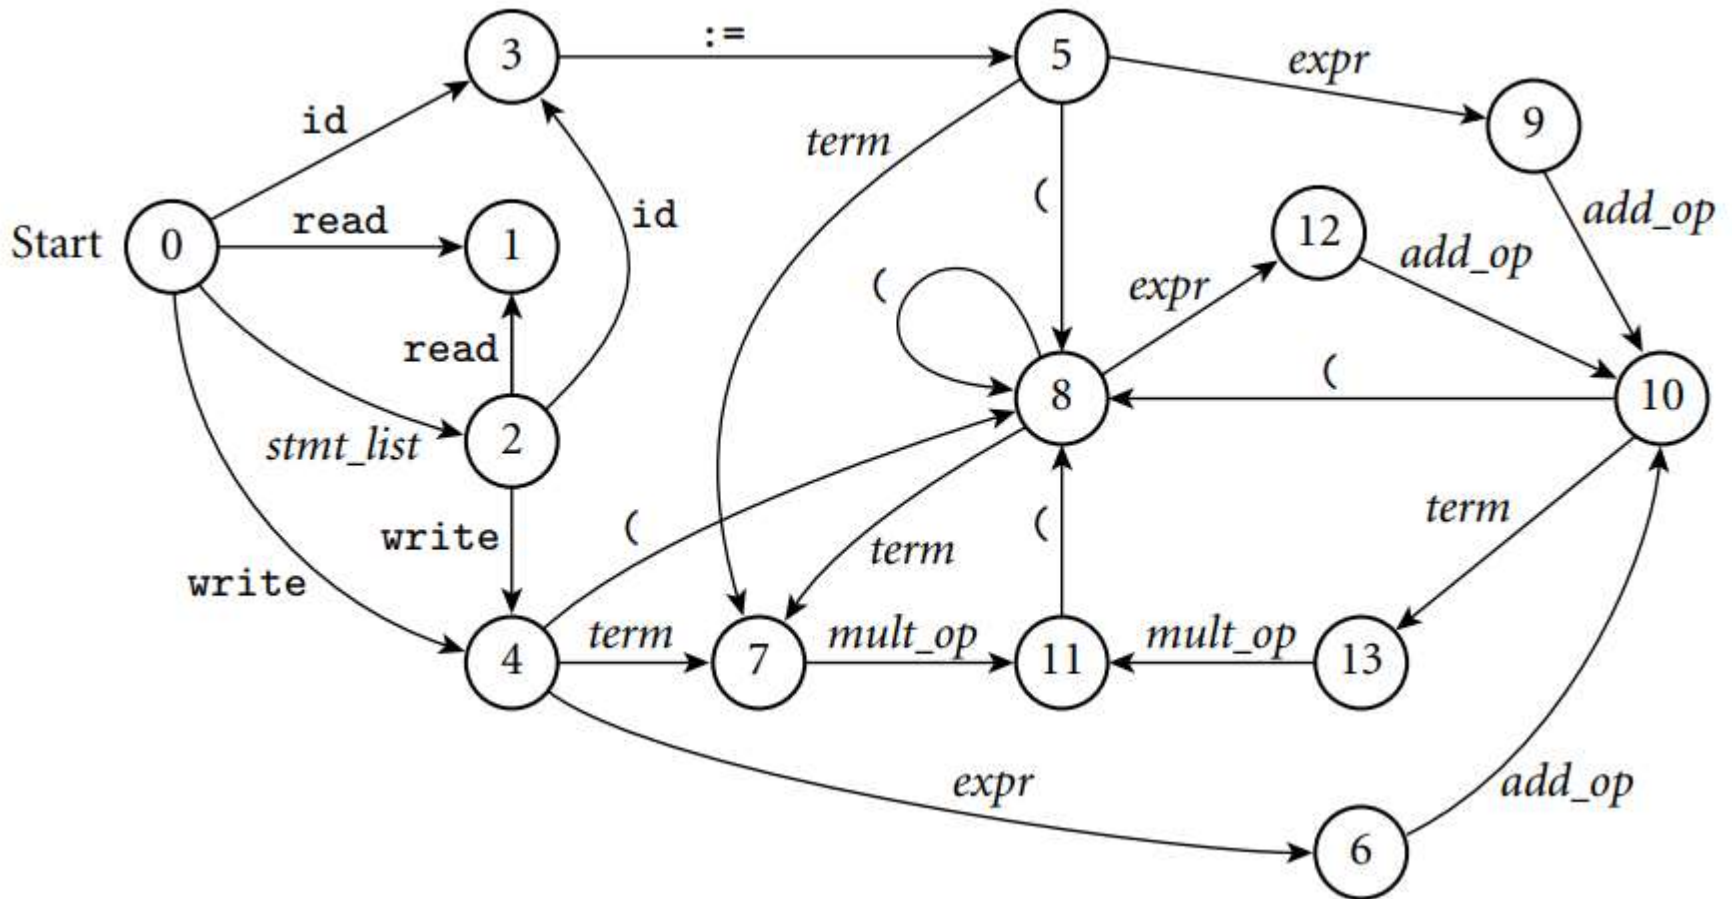 3
:=
5
expr
9
id
term
(
id
add_op
Start
0
read
1
12
add_op
(
expr
read
(
8
10
stmt_list
2
write
(
term
(
term
write
4
term
7
mult_op
11
mult_op
13
expr
add_op
6